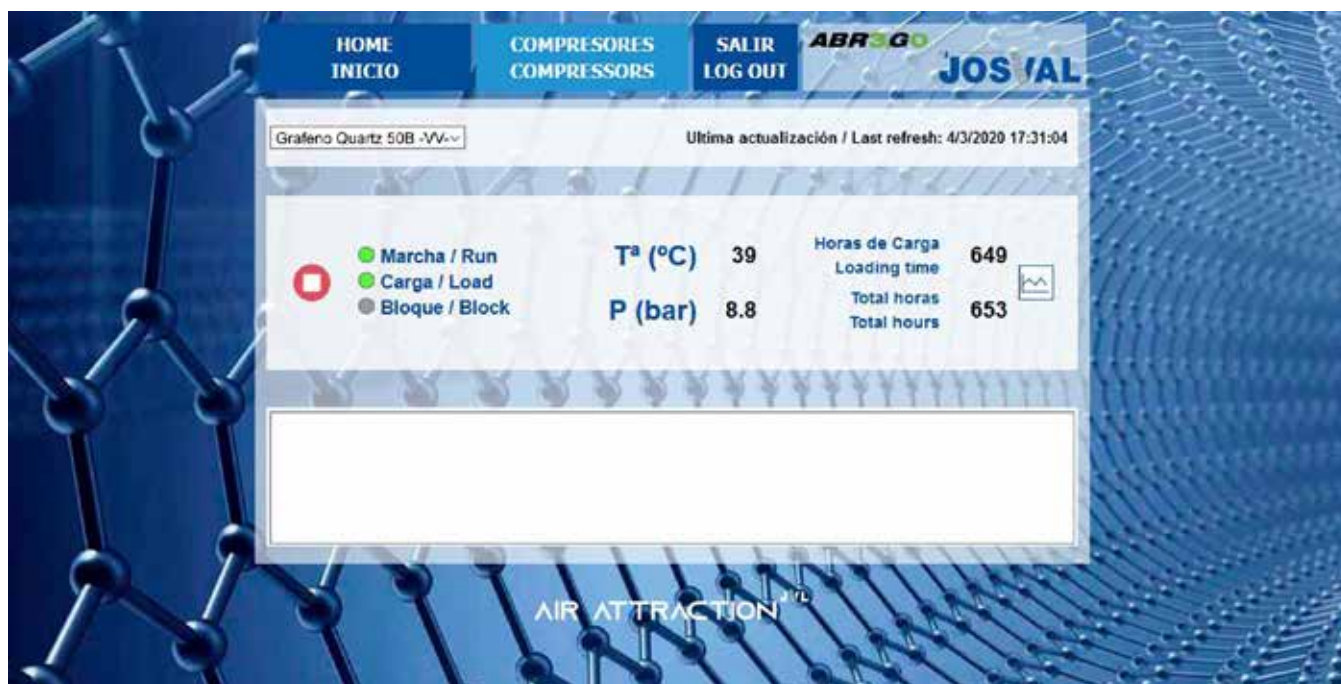 HOME
INICIO
COMPRESORES
COMPRESSORS
SALIR
LOG OUT
ABR3GO
JOSVAL
Grafeno Quartz 50B -VV-
Ultima actualización / Last refresh: 4/3/2020 17:31:04
Marcha / Run
Carga / Load
Bloque / Block
Tª (ºC) 39
P (bar) 8.8
Horas de Carga
Loading time
649
Total horas
Total hours
653
AIR ATTRACTION JVL